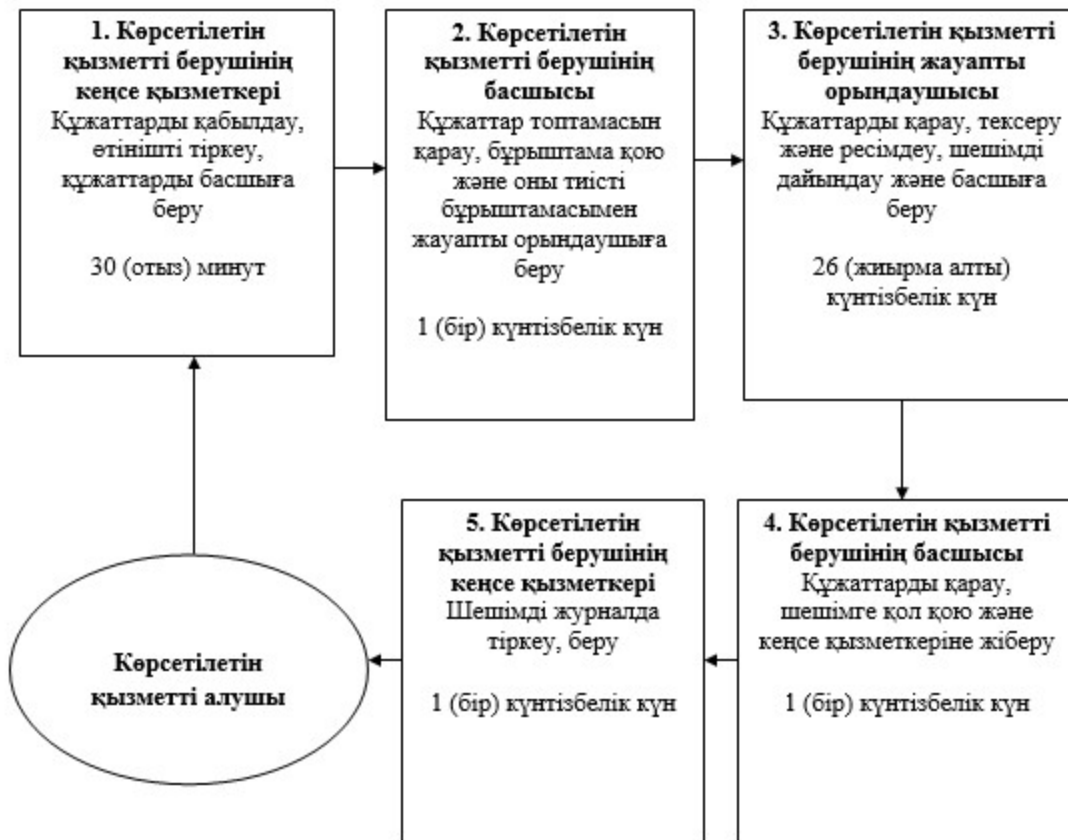 1. Көрсетілетін
қызметті берушінің
кеңсе қызметкері
Құжаттарды қабылдау,
өтінішті тіркеу,
құжаттарды басшыға
беру
30 (отыз) минут
2. Көрсетілетін
қызметті берушінің
басшысы
Құжаттар топтамасын
қарау, бұрыштама қою
және оны тиісті
бұрыштамасымен
жауапты орындаушыға
беру
1 (бір) күнтізбелік күн
3. Көрсетілетін қызметті
берушінің жауапты
орындаушысы
Құжаттарды қарау, тексеру
және ресімдеу, шешімді
дайындау және басшыға
беру
26 (жиырма алты)
күнтізбелік күн
4. Көрсетілетін қызметті
берушінің басшысы
Құжаттарды қарау,
шешімге қол қою және
кеңсе қызметкеріне жіберу
1 (бір) күнтізбелік күн
5. Көрсетілетін
қызметті берушінің
кеңсе қызметкері
Шешімді журналда
тіркеу, беру
1 (бір) күнтізбелік күн
Көрсетілетін
қызметті алушы